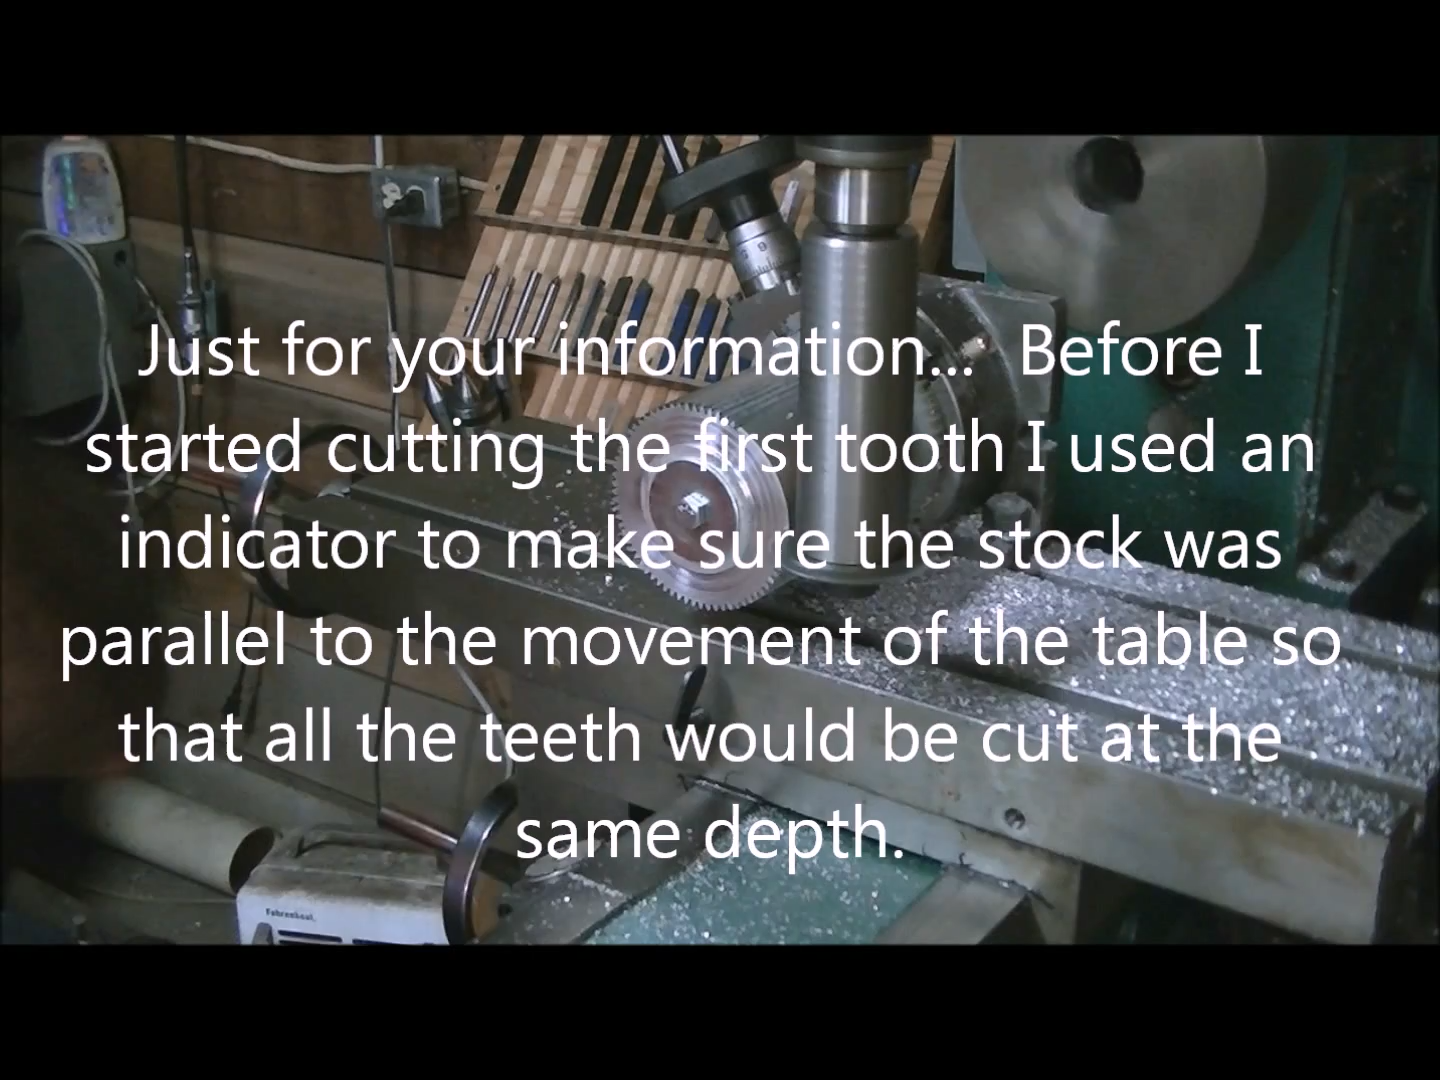 Just for your information...  Before I
started cutting the first tooth I used an
indicator to make sure the stock was
parallel to the movement of the table so
that all the teeth would be cut at the
same depth.
Fahrenheat.